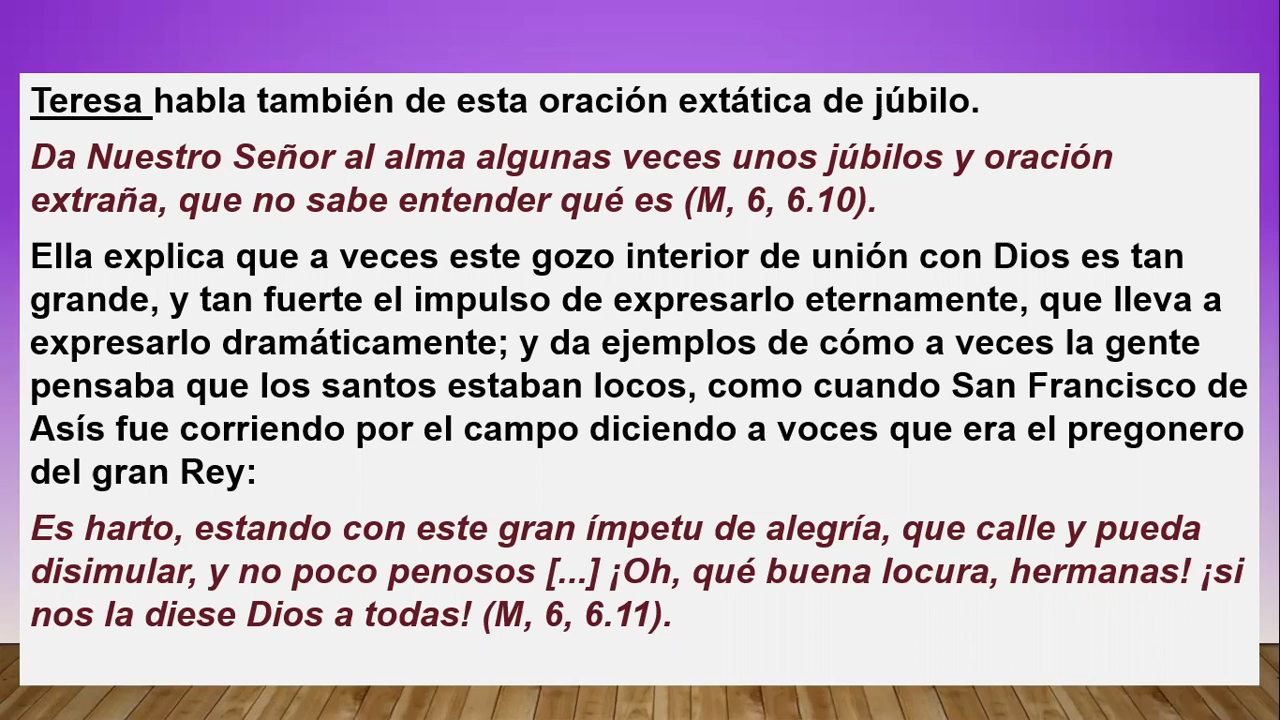 Teresa habla también de esta oración extática de júbilo.
Da Nuestro Señor al alma algunas veces unos júbilos y oración
extraña, que no sabe entender qué es (M, 6, 6.10).
Ella explica que a veces este gozo interior de unión con Dios es tan
grande, y tan fuerte el impulso de expresarlo eternamente, que lleva a
expresarlo dramáticamente; y da ejemplos de cómo a veces la gente
pensaba que los santos estaban locos, como cuando San Francisco de
Asís fue corriendo por el campo diciendo a voces que era el pregonero
del gran Rey:
Es harto, estando con este gran ímpetu de alegría, que calle y pueda
disimular, y no poco penosos [...] ¡Oh, qué buena locura, hermanas! ¡si
nos la diese Dios a todas! (M, 6, 6.11).